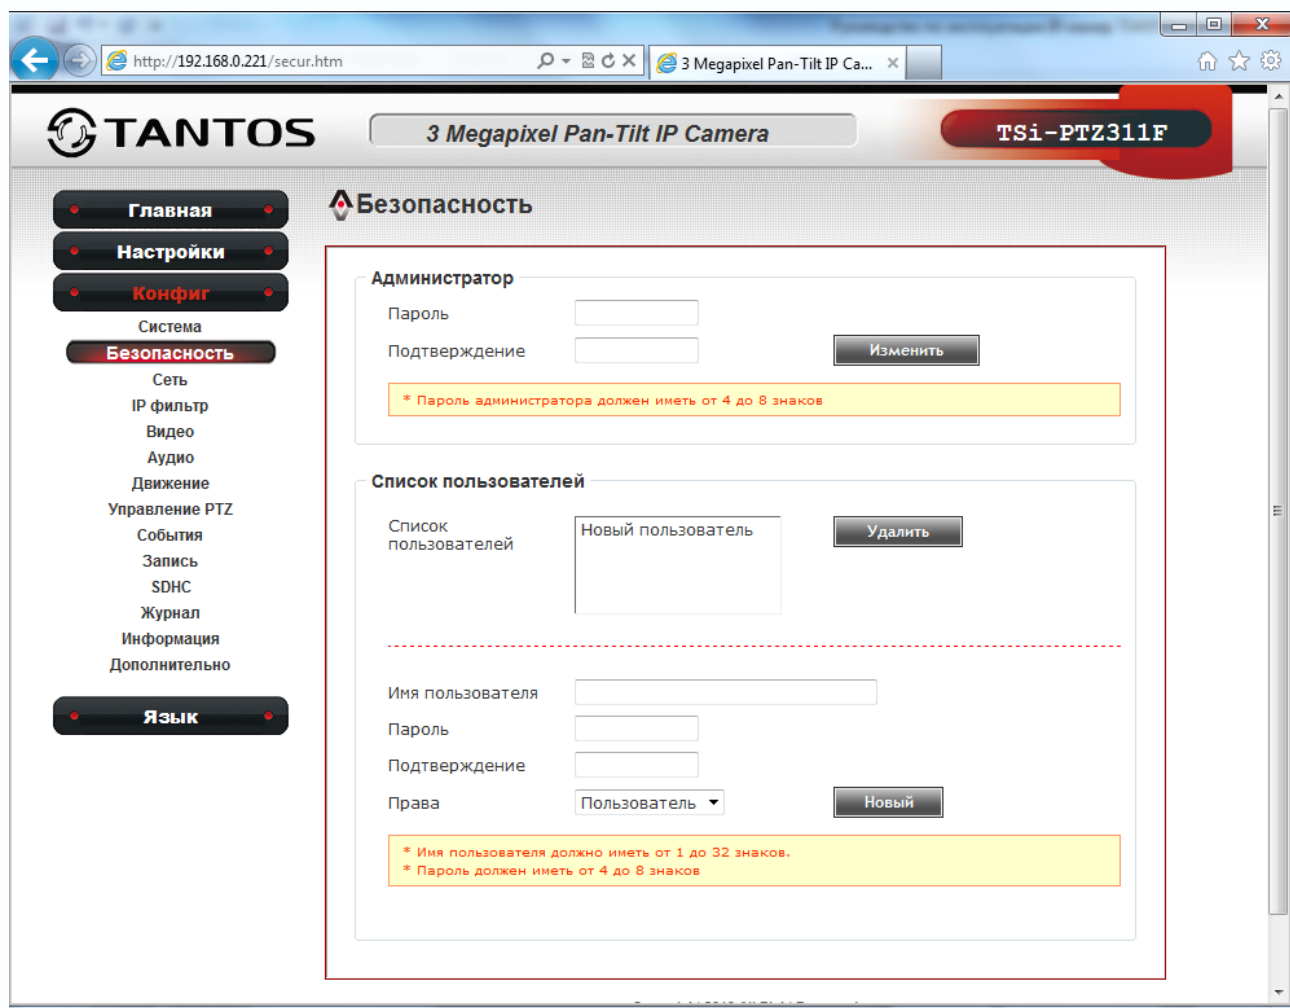 http://192.168.0.221/secur.htm
3 Megapixel Pan-Tilt IP Ca...
TANTOS
3 Megapixel Pan-Tilt IP Camera
TSi-PTZ311F
Главная
Настройки
Конфиг
Система
Безопасность
Сеть
IP фильтр
Видео
Аудио
Движение
Управление PTZ
События
Запись
SDHC
Журнал
Информация
Дополнительно
Язык
Безопасность
Администратор
Пароль
Подтверждение
Изменить
* Пароль администратора должен иметь от 4 до 8 знаков
Список пользователей
Список
пользователей
Новый пользователь
Удалить
Имя пользователя
Пароль
Подтверждение
Права
Пользователь
Новый
* Имя пользователя должно иметь от 1 до 32 знаков.
* Пароль должен иметь от 4 до 8 знаков